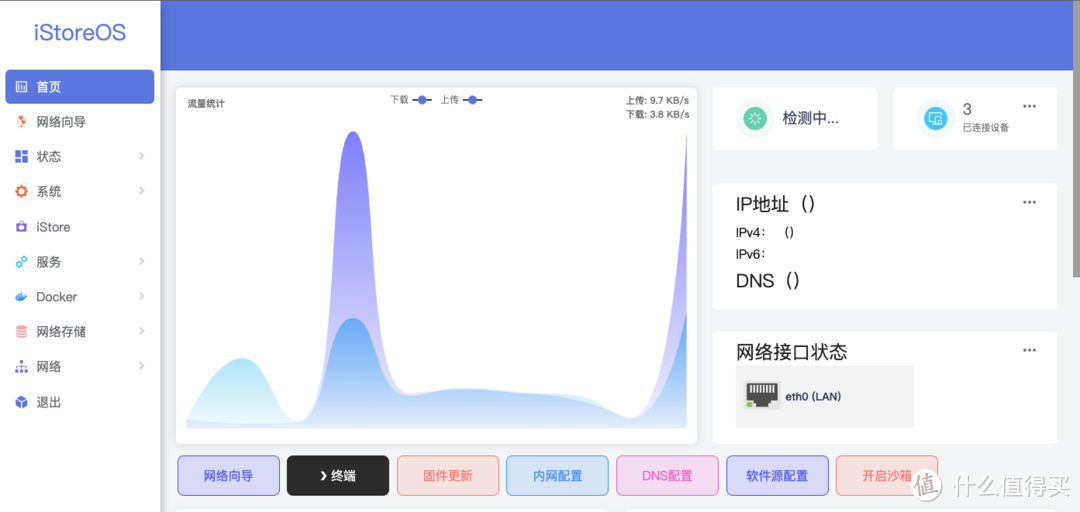 iStoreOS
首页
网络向导
状态
系统
iStore
服务
Docker
网络存储
网络
退出
流量统计
下载 上传
上传: 9.7 KB/s
下载: 3.8 KB/s
检测中...
3
已连接设备
IP地址（）
IPv4： （）
IPv6：
DNS（）
网络接口状态
eth0 (LAN)
网络向导
❯ 终端
固件更新
内网配置
DNS配置
软件源配置
开启沙箱
值 什么值得买